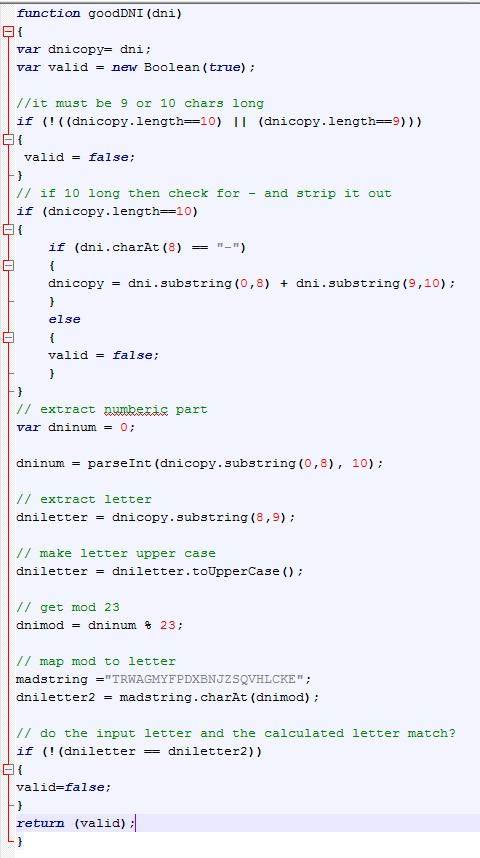 function goodDNI(dni)
{
var dnicopy= dni;
var valid = new Boolean(true);
//it must be 9 or 10 chars long
if (!((dnicopy.length==10) || (dnicopy.length==9)))
{
valid = false;
}
// if 10 long then check for - and strip it out
if (dnicopy.length==10)
{
if (dni.charAt(8) == "-")
{
dnicopy = dni.substring(0,8) + dni.substring(9,10);
}
else
{
valid = false;
}
}
// extract numberic part
var dninum = 0;
dninum = parseInt(dnicopy.substring(0,8), 10);
// extract letter
dniletter = dnicopy.substring(8,9);
// make letter upper case
dniletter = dniletter.toUpperCase();
// get mod 23
dnimod = dninum % 23;
// map mod to letter
madstring ="TRWAGMYFPDXBNJZSQVHLCKE";
dniletter2 = madstring.charAt(dnimod);
// do the input letter and the calculated letter match?
if (!(dniletter == dniletter2))
{
valid=false;
}
return (valid);
}